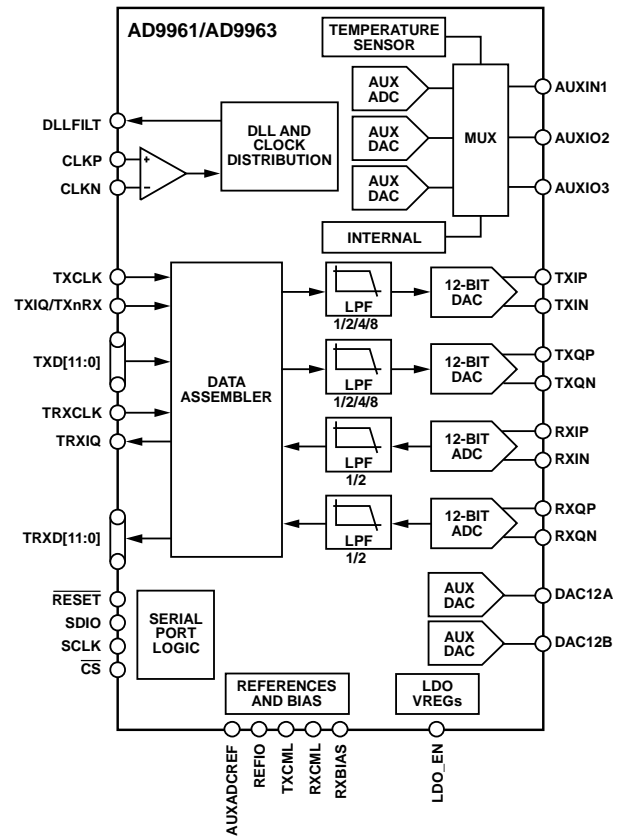 AD9961/AD9963
TEMPERATURE
SENSOR
AUX
ADC
AUX
DAC
AUX
DAC
MUX
INTERNAL
AUXIN1
AUXIO2
AUXIO3
DLLFILT
CLKP
CLKN
+
–
DLL AND
CLOCK
DISTRIBUTION
TXCLK
TXIQ/TXnRX
TXD[11:0]
TRXCLK
TRXIQ
TRXD[11:0]
DATA
ASSEMBLER
LPF
1/2/4/8
12-BIT
DAC
TXIP
TXIN
LPF
1/2/4/8
12-BIT
DAC
TXQP
TXQN
LPF
1/2
12-BIT
ADC
RXIP
RXIN
LPF
1/2
12-BIT
ADC
RXQP
RXQN
RESET
SDIO
SCLK
CS
SERIAL
PORT
LOGIC
AUX
DAC
DAC12A
AUX
DAC
DAC12B
REFERENCES
AND BIAS
LDO
VREGs
AUXADCREF
REFIO
TXCML
RXCML
RXBIAS
LDO_EN